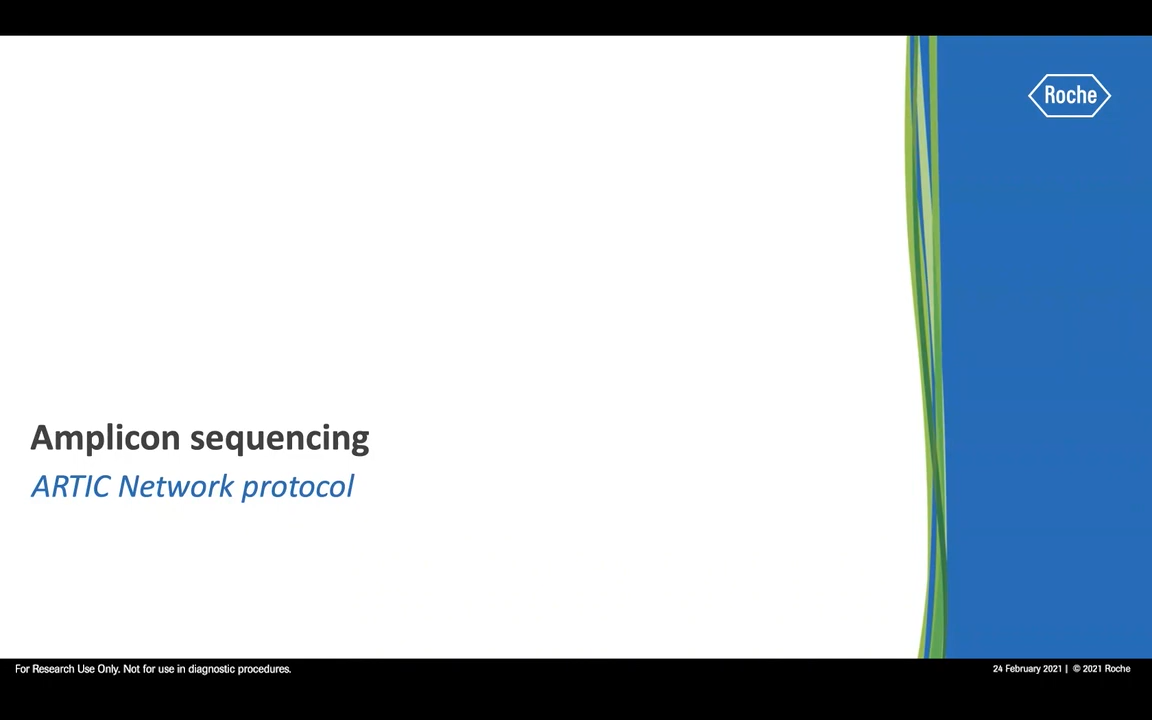 Roche
Amplicon sequencing
ARTIC Network protocol
For Research Use Only. Not for use in diagnostic procedures.
24 February 2021 | © 2021 Roche